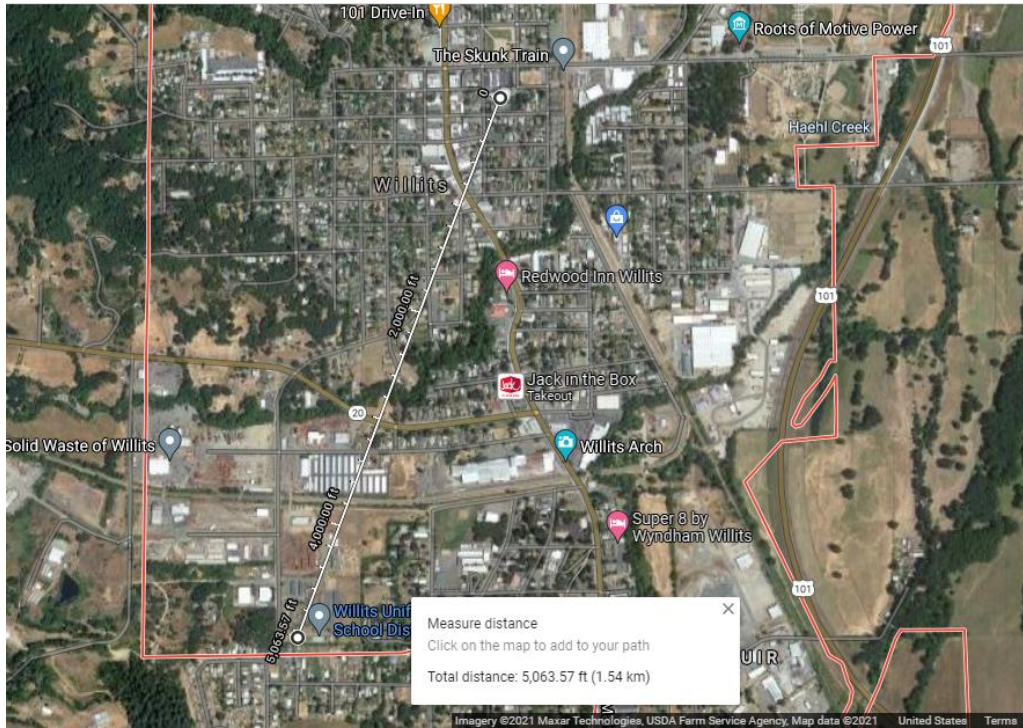 101 Drive-In
Roots of Motive Power
101
The Skunk Train
0
Haehl Creek
Willits
Redwood Inn Willits
101
2,000.00 ft
Jack in the Box
Takeout
20
Solid Waste of Willits
Willits Arch
4,000.00 ft
Super 8 by
Wyndham Willits
101
5,063.57 ft
Willits Unif
School Dis
Measure distance
Click on the map to add to your path
Total distance: 5,063.57 ft (1.54 km)
UIR
Imagery ©2021 Maxar Technologies, USDA Farm Service Agency, Map data ©2021 United States Terms